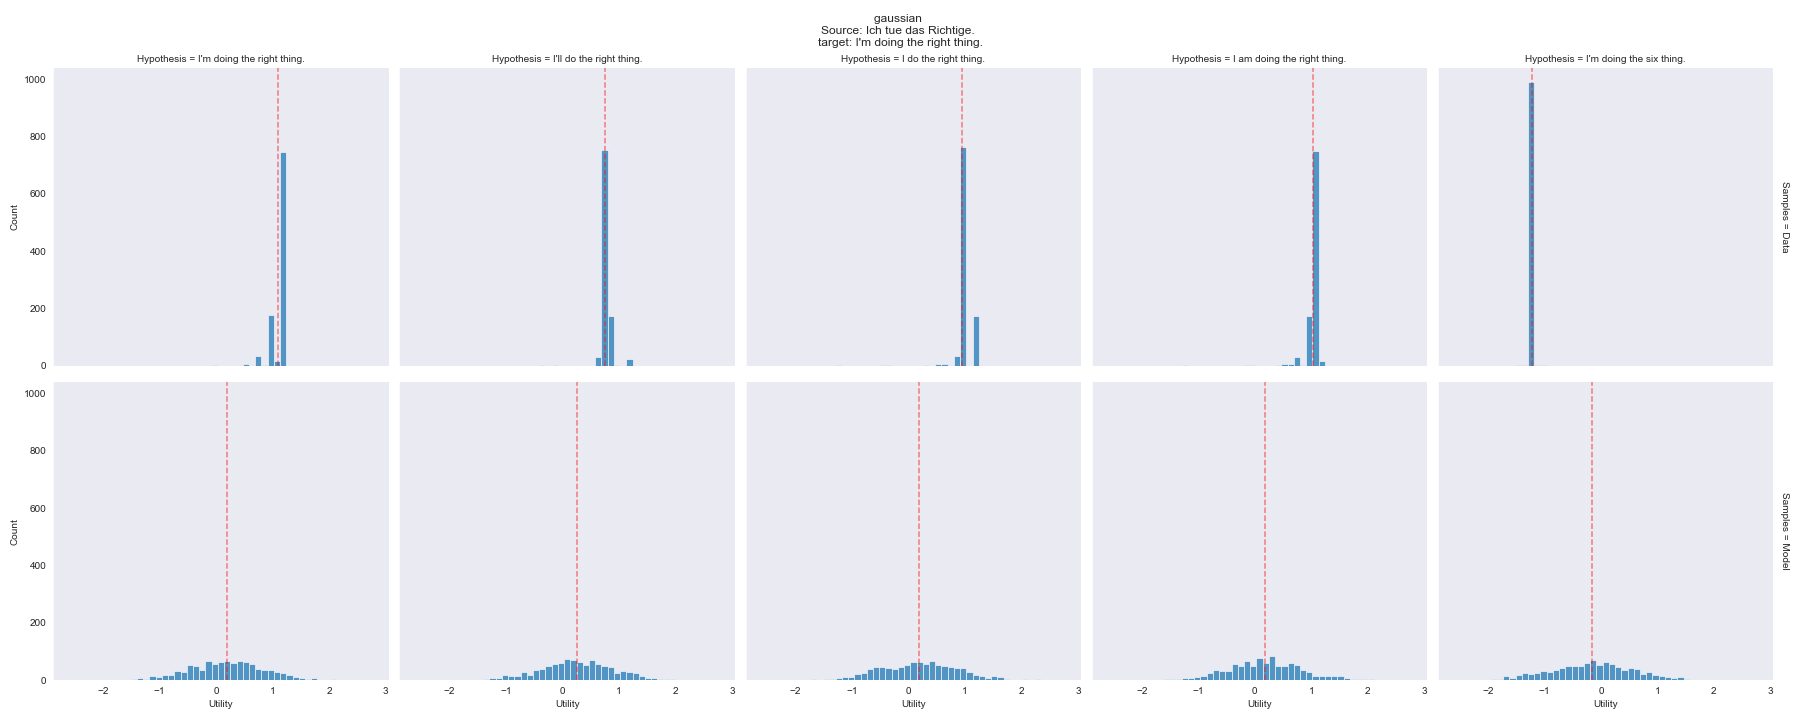 gaussian
Source: Ich tue das Richtige.
target: I'm doing the right thing.
Hypothesis = I'm doing the right thing.
Hypothesis = I'll do the right thing.
Hypothesis = I do the right thing.
Hypothesis = I am doing the right thing.
Hypothesis = I'm doing the six thing.
1000
800
600
400
200
0
Count
Samples = Data
1000
800
600
400
200
0
Count
Samples = Model
−2 −1 0 1 2 3
−2 −1 0 1 2 3
−2 −1 0 1 2 3
−2 −1 0 1 2 3
−2 −1 0 1 2 3
Utility
Utility
Utility
Utility
Utility